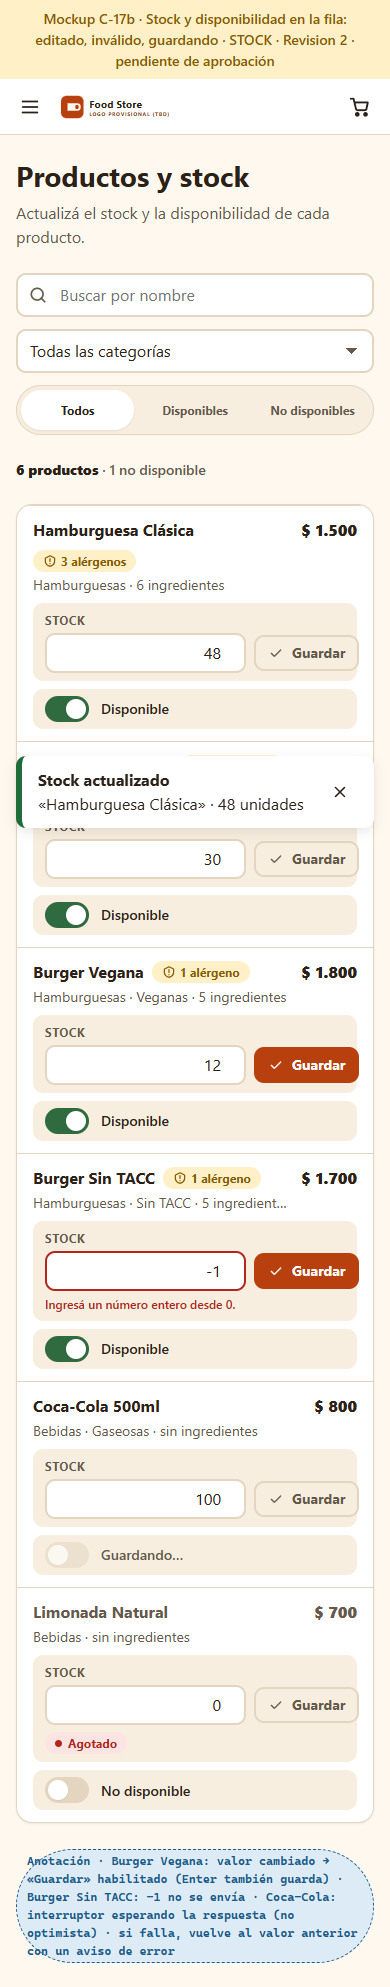 Mockup C-17b · Stock y disponibilidad en la fila:
editado, inválido, guardando · STOCK · Revision 2 ·
pendiente de aprobación
Food Store
LOGO PROVISIONAL (TBD)
Productos y stock
Actualizá el stock y la disponibilidad de cada
producto.
Buscar por nombre
Todas las categorías
Todos Disponibles No disponibles
6 productos · 1 no disponible
Hamburguesa Clásica $ 1.500
3 alérgenos
Hamburguesas · 6 ingredientes
STOCK
48 Guardar
Disponible
Stock actualizado
«Hamburguesa Clásica» · 48 unidades
STOCK
30 Guardar
Disponible
Burger Vegana 1 alérgeno $ 1.800
Hamburguesas · Veganas · 5 ingredientes
STOCK
12 Guardar
Disponible
Burger Sin TACC 1 alérgeno $ 1.700
Hamburguesas · Sin TACC · 5 ingredient...
STOCK
-1 Guardar
Ingresá un número entero desde 0.
Disponible
Coca-Cola 500ml $ 800
Bebidas · Gaseosas · sin ingredientes
STOCK
100 Guardar
Guardando...
Limonada Natural $ 700
Bebidas · sin ingredientes
STOCK
0 Guardar
Agotado
No disponible
Anotación · Burger Vegana: valor cambiado →
«Guardar» habilitado (Enter también guarda) ·
Burger Sin TACC: −1 no se envía · Coca-Cola:
interruptor esperando la respuesta (no
optimista) · si falla, vuelve al valor anterior
con un aviso de error